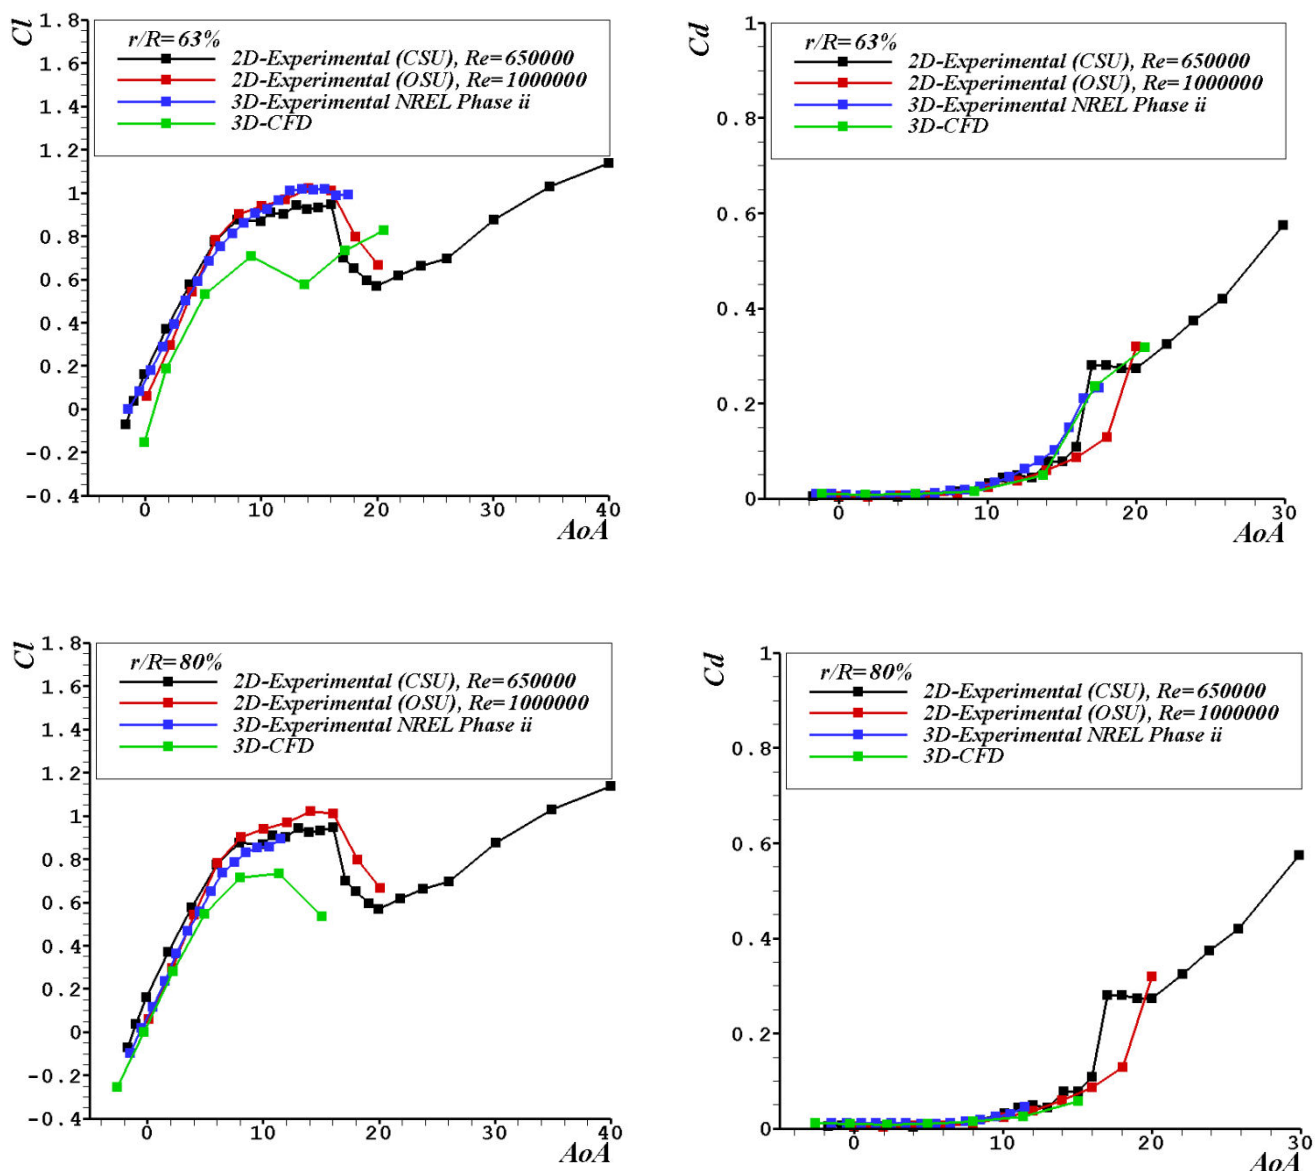 Cl
1.8
1.6
1.4
1.2
1
0.8
0.6
0.4
0.2
0
-0.2
-0.4
r/R=63%
2D-Experimental (CSU), Re=650000
2D-Experimental (OSU), Re=1000000
3D-Experimental NREL Phase ii
3D-CFD
0 10 20 30 40
AoA
Cd
1
0.8
0.6
0.4
0.2
0
r/R=63%
2D-Experimental (CSU), Re=650000
2D-Experimental (OSU), Re=1000000
3D-Experimental NREL Phase ii
3D-CFD
0 10 20 30
AoA
Cl
1.8
1.6
1.4
1.2
1
0.8
0.6
0.4
0.2
0
-0.2
-0.4
r/R=80%
2D-Experimental (CSU), Re=650000
2D-Experimental (OSU), Re=1000000
3D-Experimental NREL Phase ii
3D-CFD
0 10 20 30 40
AoA
Cd
1
0.8
0.6
0.4
0.2
0
r/R=80%
2D-Experimental (CSU), Re=650000
2D-Experimental (OSU), Re=1000000
3D-Experimental NREL Phase ii
3D-CFD
0 10 20 30
AoA